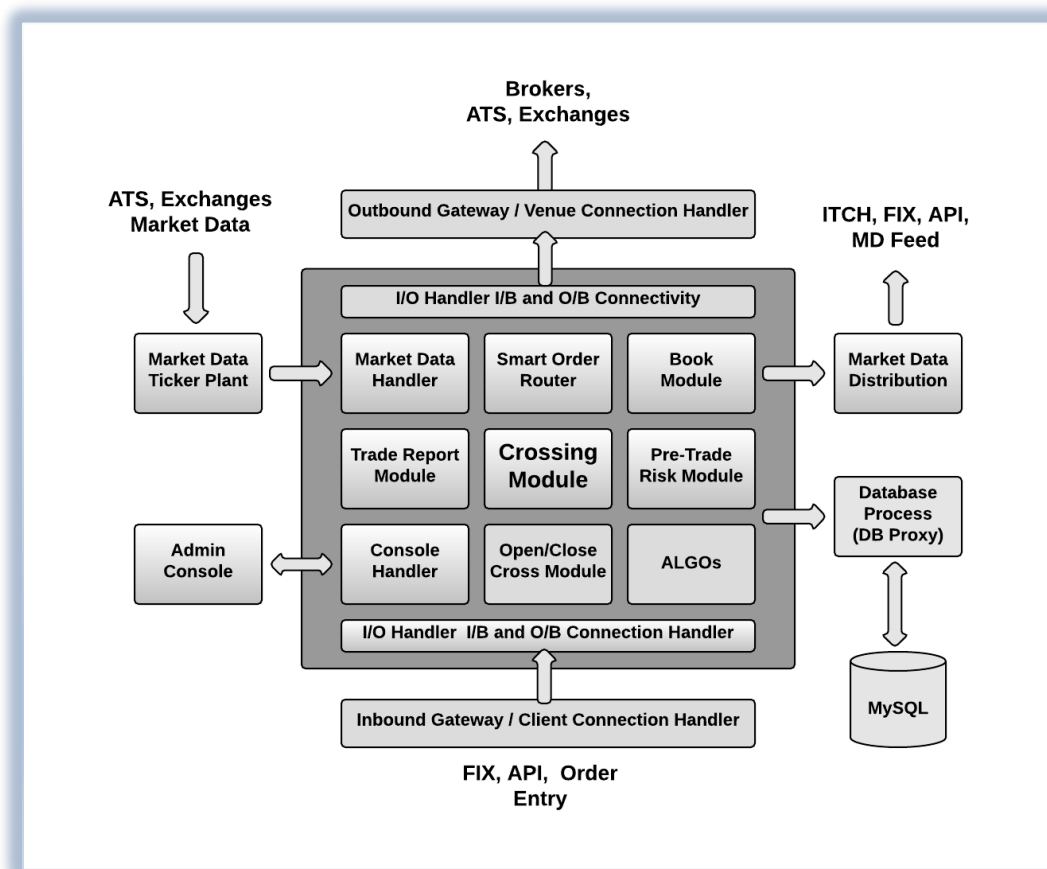 Brokers,
ATS, Exchanges
ATS, Exchanges
Market Data
Outbound Gateway / Venue Connection Handler
ITCH, FIX, API,
MD Feed
I/O Handler I/B and O/B Connectivity
Market Data
Ticker Plant
Market Data
Handler
Smart Order
Router
Book
Module
Market Data
Distribution
Trade Report
Module
Crossing
Module
Pre-Trade
Risk Module
Database
Process
(DB Proxy)
Admin
Console
Console
Handler
Open/Close
Cross Module
ALGOs
I/O Handler  I/B and O/B Connection Handler
MySQL
Inbound Gateway / Client Connection Handler
FIX, API,  Order
Entry